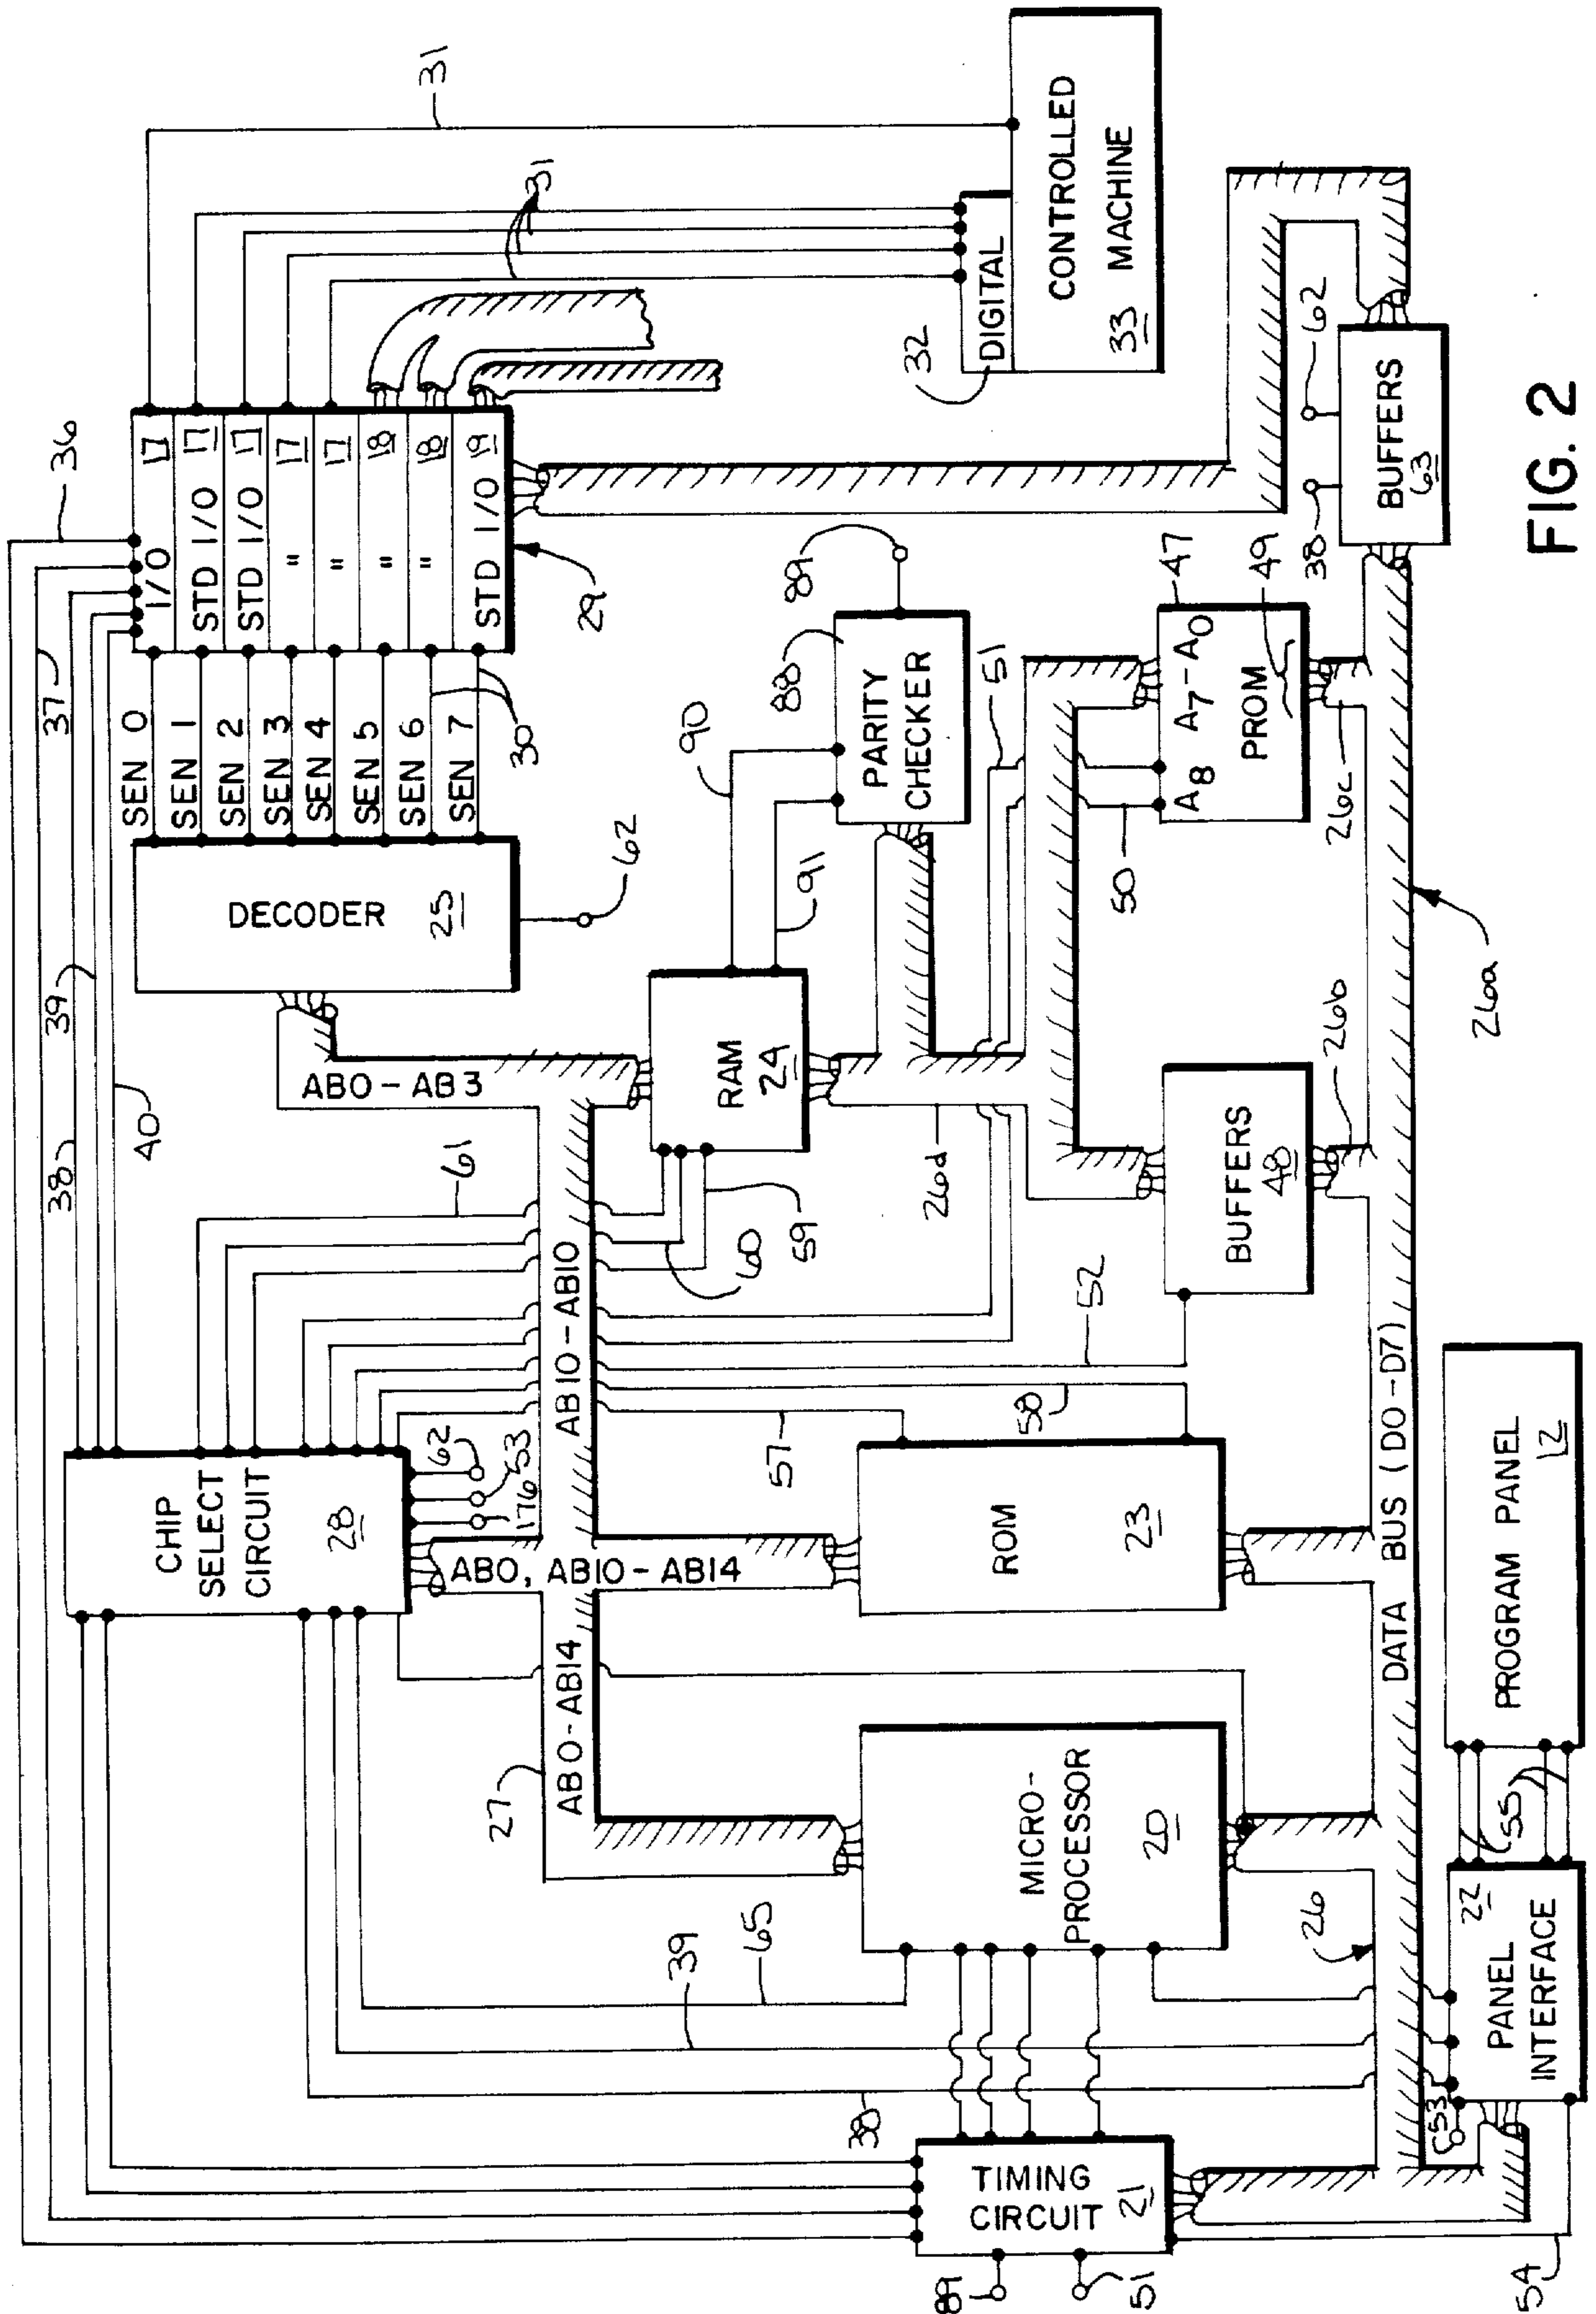 36
37
38
39
40
CHIP
SELECT
CIRCUIT
28
62
53
176
61
DECODER
25
62
SEN 0
SEN 1
SEN 2
SEN 3
SEN 4
SEN 5
SEN 6
SEN 7
30
I/O 17
STD I/O 17
STD I/O 17
" 17
" 17
" 18
" 18
STD I/O 19
29
31
31
27
AB0-AB14
AB0, AB10-AB14
AB10-AB10
AB0-AB3
RAM
24
60
59
90
91
PARITY
CHECKER
88
89
32
DIGITAL
CONTROLLED
MACHINE
33
65
39
38
MICRO-
PROCESSOR
20
57
58
ROM
23
52
26d
51
50
BUFFERS
48
26b
A8 A7-A0
PROM
47
49
26c
TIMING
CIRCUIT
21
89
51
26
DATA BUS (D0-D7)
26a
38
62
BUFFERS
63
54
53
PANEL
INTERFACE
22
55
PROGRAM PANEL
12
FIG. 2